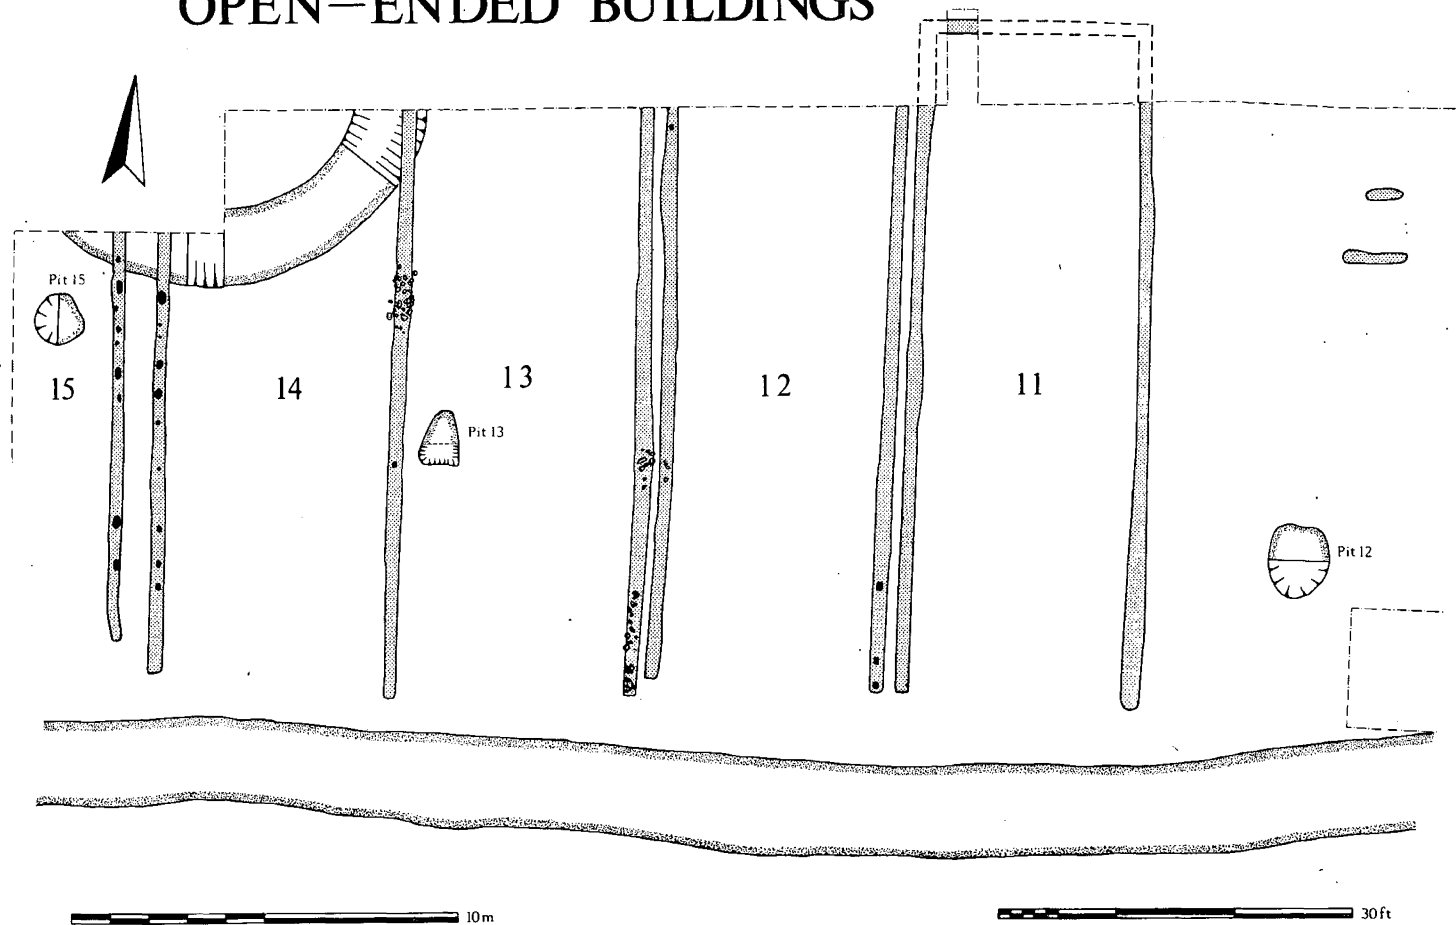 OPEN—ENDED BUILDINGS
Pit 15
15
14
13
Pit 13
12
11
Pit 12
10m
30ft